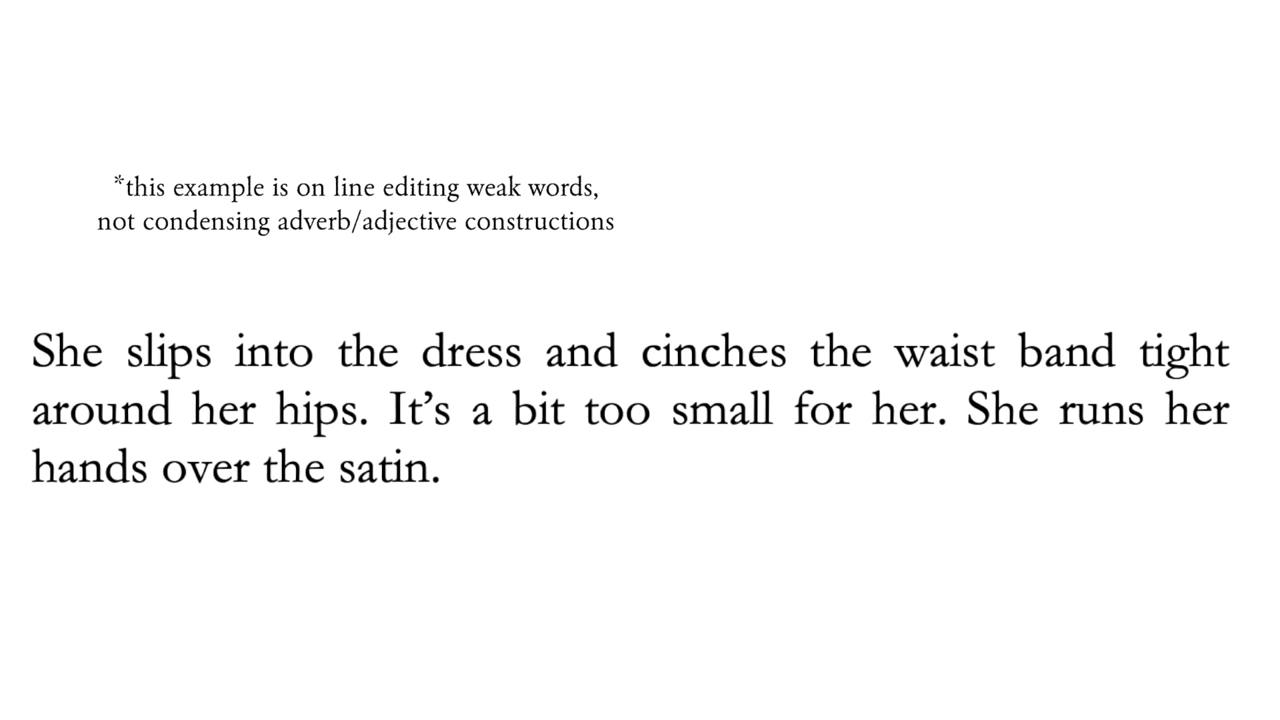 *this example is on line editing weak words,
not condensing adverb/adjective constructions
She slips into the dress and cinches the waist band tight
around her hips. It’s a bit too small for her. She runs her
hands over the satin.